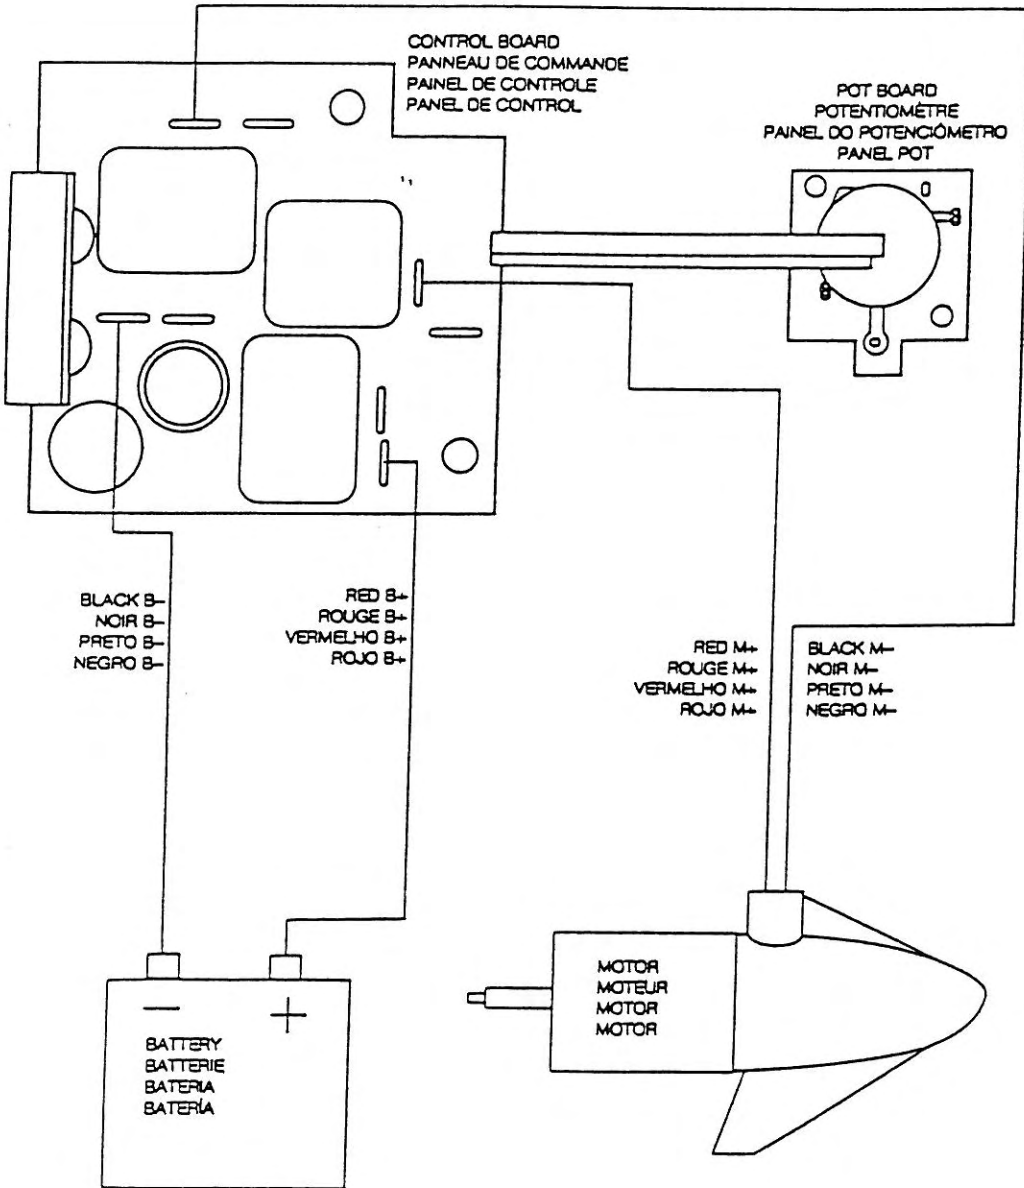 CONTROL BOARD
PANNEAU DE COMMANDE
PAINEL DE CONTROLE
PANEL DE CONTROL
POT BOARD
POTENTIOMÈTRE
PAINEL DO POTENCIÓMETRO
PANEL POT
BLACK B-
NOIR B-
PRETO B-
NEGRO B-
RED B+
ROUGE B+
VERMELHO B+
ROJO B+
RED M+
ROUGE M+
VERMELHO M+
ROJO M+
BLACK M-
NOIR M-
PRETO M-
NEGRO M-
MOTOR
MOTEUR
MOTOR
MOTOR
- +
BATTERY
BATTERIE
BATERIA
BATERÍA